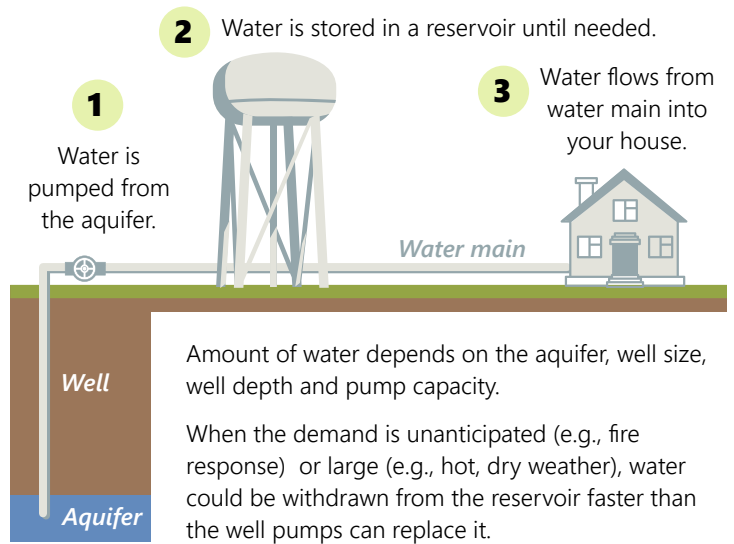 1
Water is
pumped from
the aquifer.
2
Water is stored in a reservoir until needed.
3
Water flows from
water main into
your house.
Water main
Well
Aquifer
Amount of water depends on the aquifer, well size,
well depth and pump capacity.
When the demand is unanticipated (e.g., fire
response)  or large (e.g., hot, dry weather), water
could be withdrawn from the reservoir faster than
the well pumps can replace it.